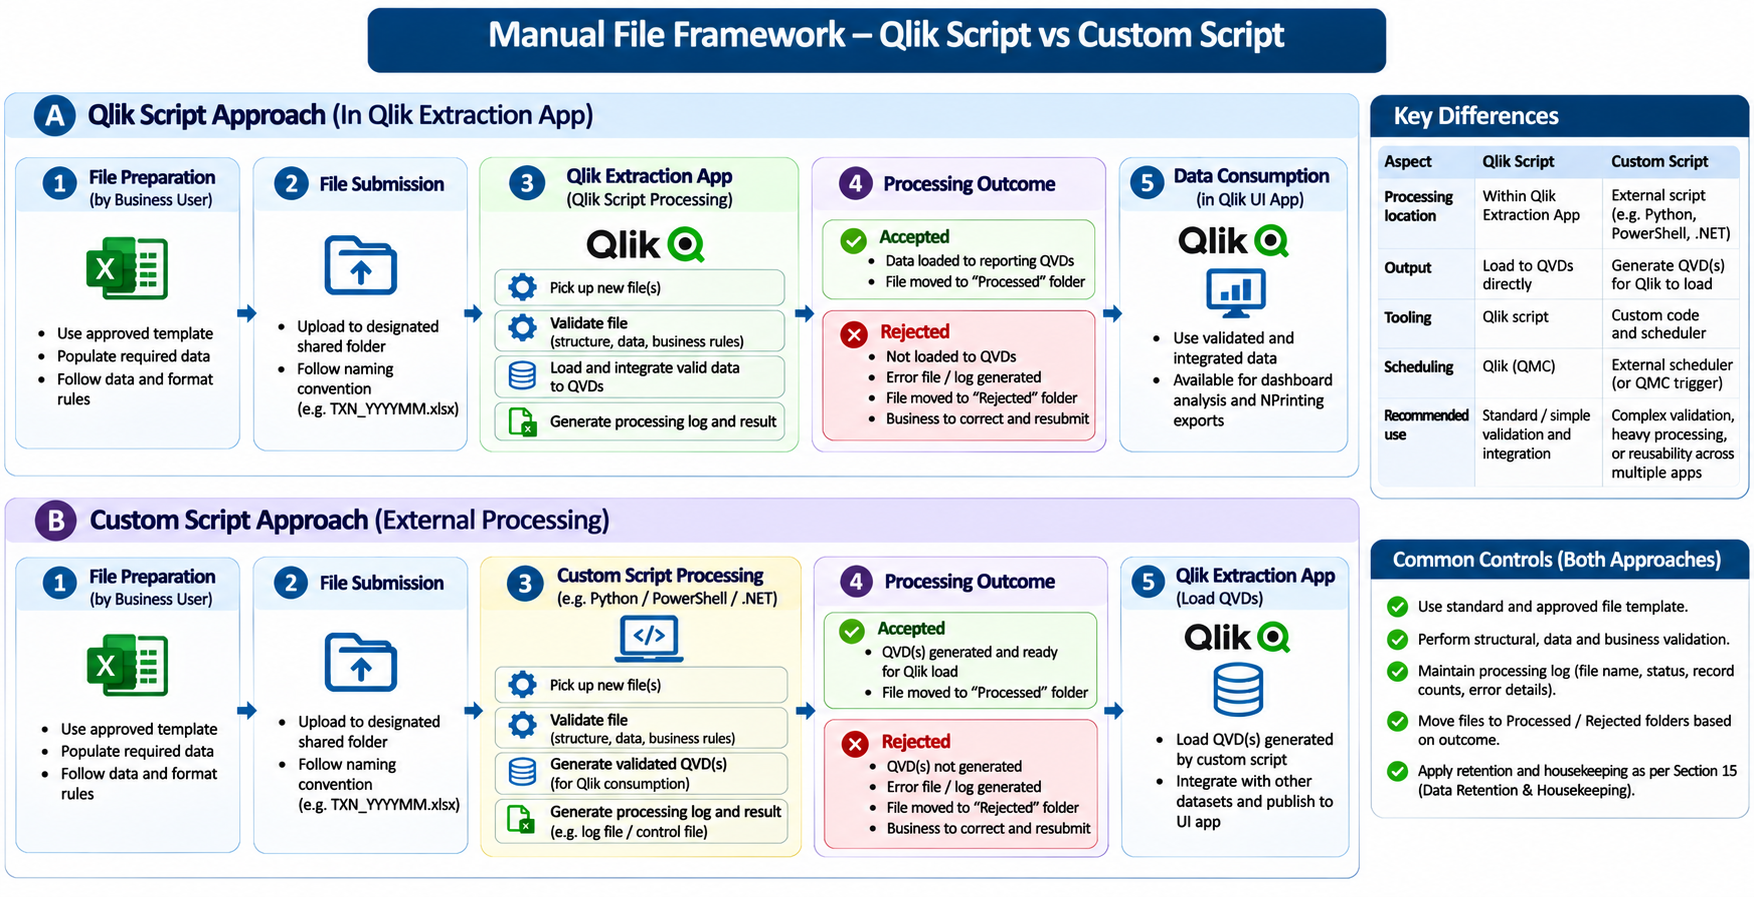 Manual File Framework – Qlik Script vs Custom Script
A
Qlik Script Approach (In Qlik Extraction App)
1
File Preparation
(by Business User)
X
• Use approved template
• Populate required data
• Follow data and format
rules
2
File Submission
• Upload to designated
shared folder
• Follow naming
convention
(e.g. TXN_YYYYMM.xlsx)
3
Qlik Extraction App
(Qlik Script Processing)
Qlik
Pick up new file(s)
Validate file
(structure, data, business rules)
Load and integrate valid data
to QVDs
Generate processing log and result
4
Processing Outcome
Accepted
• Data loaded to reporting QVDs
• File moved to “Processed” folder
Rejected
• Not loaded to QVDs
• Error file / log generated
• File moved to “Rejected” folder
• Business to correct and resubmit
5
Data Consumption
(in Qlik UI App)
Qlik
• Use validated and
integrated data
• Available for dashboard
analysis and NPrinting
exports
B
Custom Script Approach (External Processing)
1
File Preparation
(by Business User)
X
• Use approved template
• Populate required data
• Follow data and format
rules
2
File Submission
• Upload to designated
shared folder
• Follow naming
convention
(e.g. TXN_YYYYMM.xlsx)
3
Custom Script Processing
(e.g. Python / PowerShell / .NET)
</>
Pick up new file(s)
Validate file
(structure, data, business rules)
Generate validated QVD(s)
(for Qlik consumption)
Generate processing log and result
(e.g. log file / control file)
4
Processing Outcome
Accepted
• QVD(s) generated and ready
for Qlik load
• File moved to “Processed” folder
Rejected
• QVD(s) not generated
• Error file / log generated
• File moved to “Rejected” folder
• Business to correct and resubmit
5
Qlik Extraction App
(Load QVDs)
Qlik
• Load QVD(s) generated
by custom script
• Integrate with other
datasets and publish to
UI app
Key Differences
Aspect Qlik Script Custom Script
Processing location
Within Qlik
Extraction App
External script
(e.g. Python,
PowerShell, .NET)
Output
Load to QVDs
directly
Generate QVD(s)
for Qlik to load
Tooling
Qlik script
Custom code
and scheduler
Scheduling
Qlik (QMC)
External scheduler
(or QMC trigger)
Recommended
use
Standard / simple
validation and
integration
Complex validation,
heavy processing,
or reusability across
multiple apps
Common Controls (Both Approaches)
Use standard and approved file template.
Perform structural, data and business validation.
Maintain processing log (file name, status, record
counts, error details).
Move files to Processed / Rejected folders based
on outcome.
Apply retention and housekeeping as per Section 15
(Data Retention & Housekeeping).